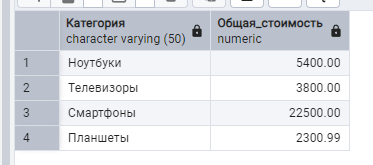 Категория Общая_стоимость
character varying (50) numeric
1 Ноутбуки 5400.00
2 Телевизоры 3800.00
3 Смартфоны 22500.00
4 Планшеты 2300.99